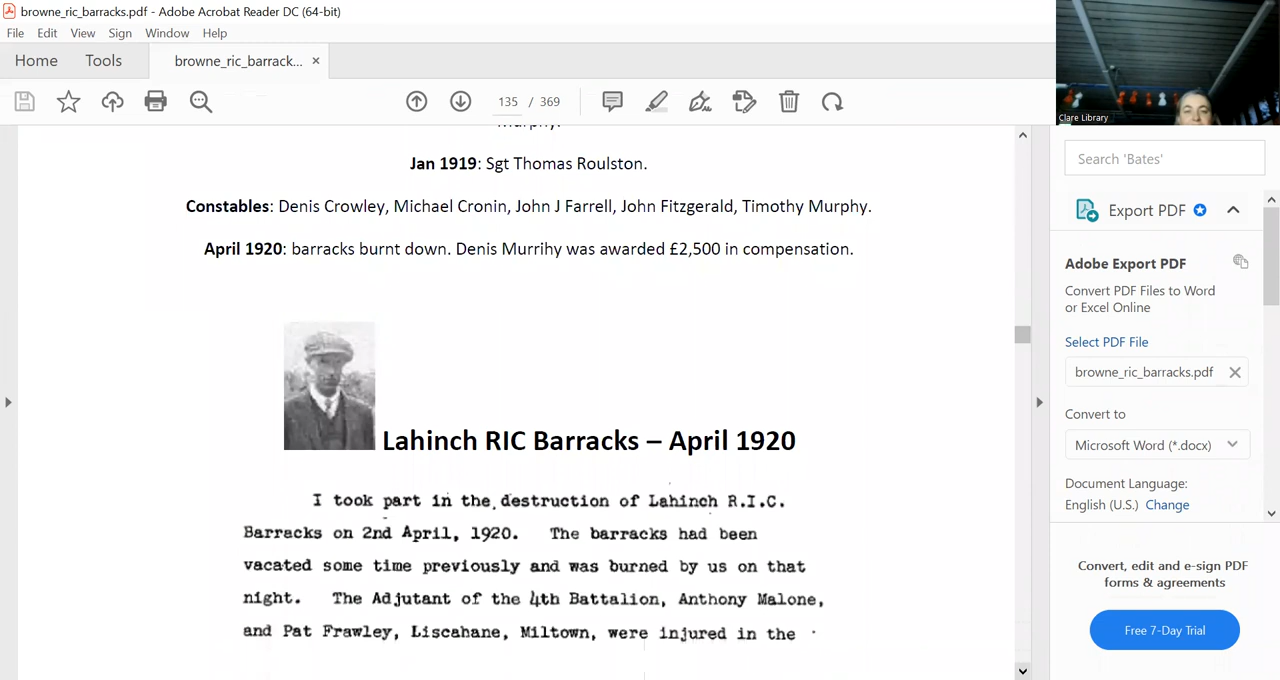 browne_ric_barracks.pdf - Adobe Acrobat Reader DC (64-bit)
File Edit View Sign Window Help
Home Tools browne_ric_barrack... ×
135 / 369
Clare Library
Murphy.
Jan 1919: Sgt Thomas Roulston.
Constables: Denis Crowley, Michael Cronin, John J Farrell, John Fitzgerald, Timothy Murphy.
April 1920: barracks burnt down. Denis Murrihy was awarded £2,500 in compensation.
Lahinch RIC Barracks – April 1920
I took part in the destruction of Lahinch R.I.C.
Barracks on 2nd April, 1920. The barracks had been
vacated some time previously and was burned by us on that
night. The Adjutant of the 4th Battalion, Anthony Malone,
and Pat Frawley, Liscahane, Miltown, were injured in the
Search 'Bates'
Export PDF
Adobe Export PDF
Convert PDF Files to Word
or Excel Online
Select PDF File
browne_ric_barracks.pdf
Convert to
Microsoft Word (*.docx)
Document Language:
English (U.S.) Change
Convert, edit and e-sign PDF
forms & agreements
Free 7-Day Trial